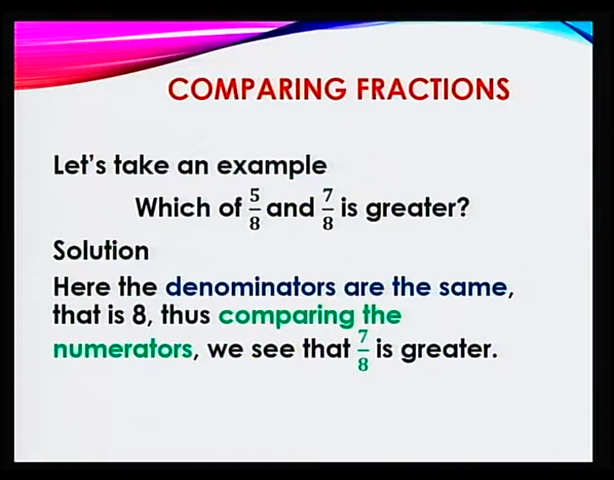 COMPARING FRACTIONS
Let's take an example
Which of 5/8 and 7/8 is greater?
Solution
Here the denominators are the same,
that is 8, thus comparing the
numerators, we see that 7/8 is greater.